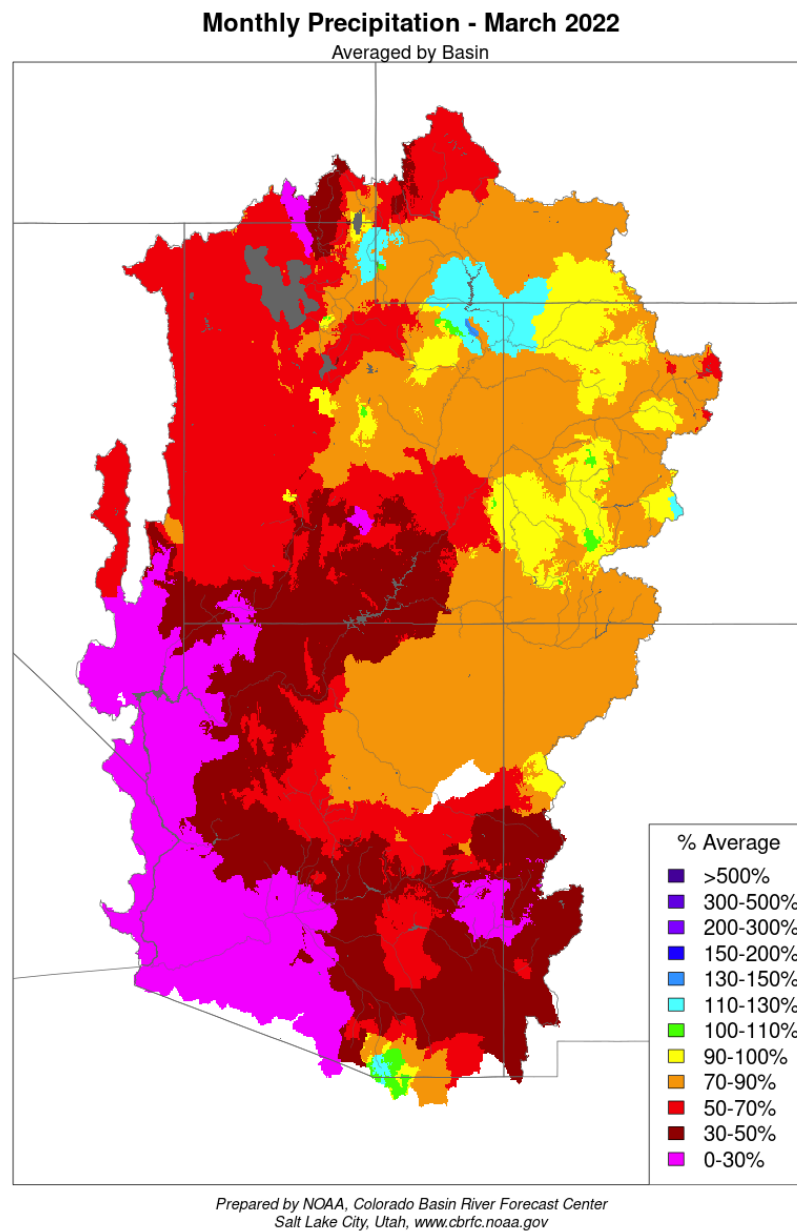 Monthly Precipitation - March 2022
Averaged by Basin
% Average
>500%
300-500%
200-300%
150-200%
130-150%
110-130%
100-110%
90-100%
70-90%
50-70%
30-50%
0-30%
Prepared by NOAA, Colorado Basin River Forecast Center
Salt Lake City, Utah, www.cbrfc.noaa.gov